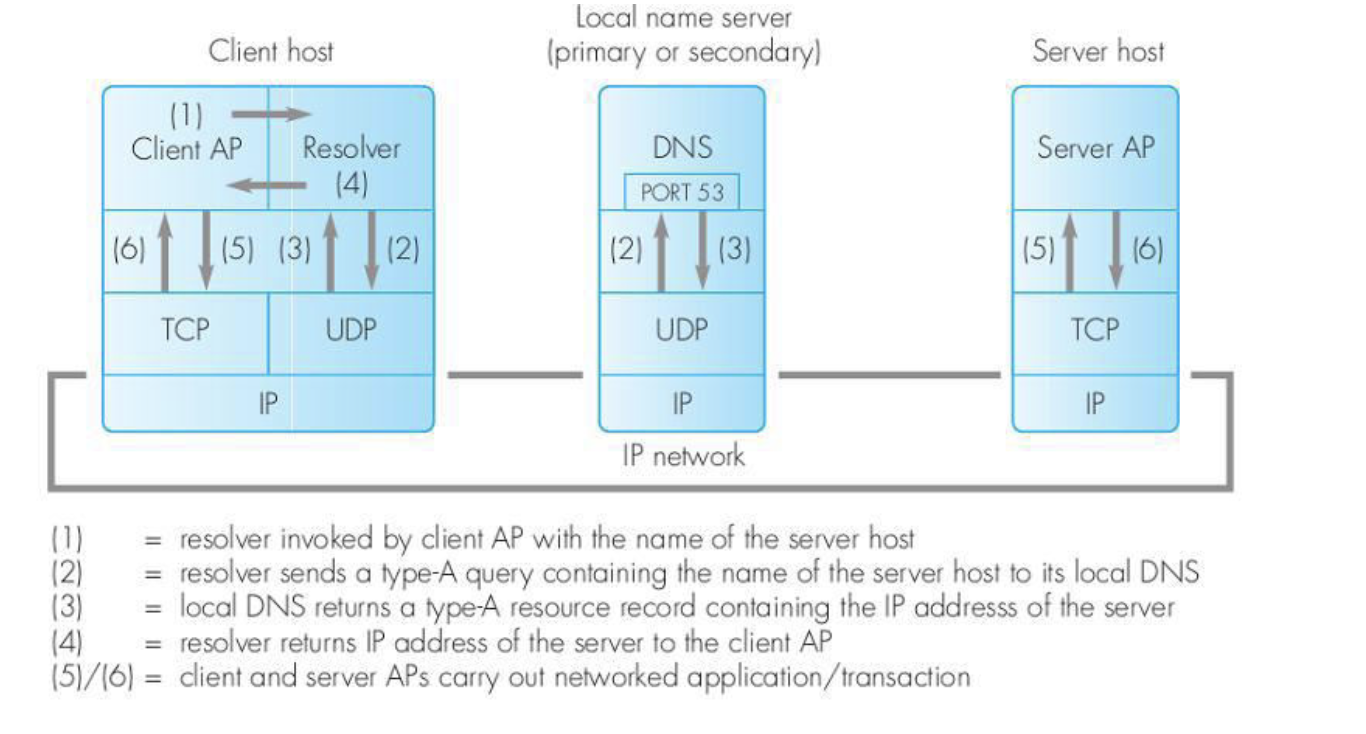 Local name server
Client host
(primary or secondary)
Server host
(1)
Client AP
Resolver
(4)
DNS
PORT 53
Server AP
(6)
(5)
(3)
(2)
(2)
(3)
(5)
(6)
TCP
UDP
UDP
TCP
IP
IP
IP
IP network
(1) = resolver invoked by client AP with the name of the server host
(2) = resolver sends a type-A query containing the name of the server host to its local DNS
(3) = local DNS returns a type-A resource record containing the IP addresss of the server
(4) = resolver returns IP address of the server to the client AP
(5)/(6) = client and server APs carry out networked application/transaction